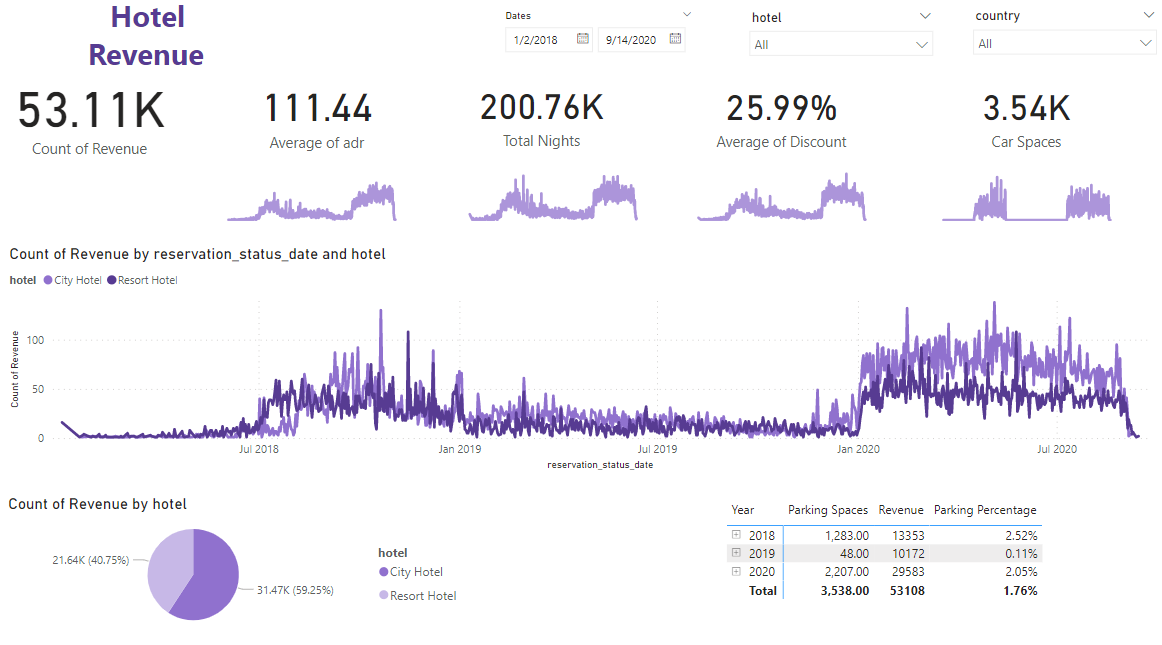 Hotel
Revenue
Dates
1/2/2018 9/14/2020
hotel
All
country
All
53.11K
Count of Revenue
111.44
Average of adr
200.76K
Total Nights
25.99%
Average of Discount
3.54K
Car Spaces
Count of Revenue by reservation_status_date and hotel
hotel City Hotel Resort Hotel
Count of Revenue
100
50
0
Jul 2018 Jan 2019 Jul 2019 Jan 2020 Jul 2020
reservation_status_date
Count of Revenue by hotel
21.64K (40.75%)
31.47K (59.25%)
hotel
City Hotel
Resort Hotel
Year Parking Spaces Revenue Parking Percentage
2018 1,283.00 13353 2.52%
2019 48.00 10172 0.11%
2020 2,207.00 29583 2.05%
Total 3,538.00 53108 1.76%